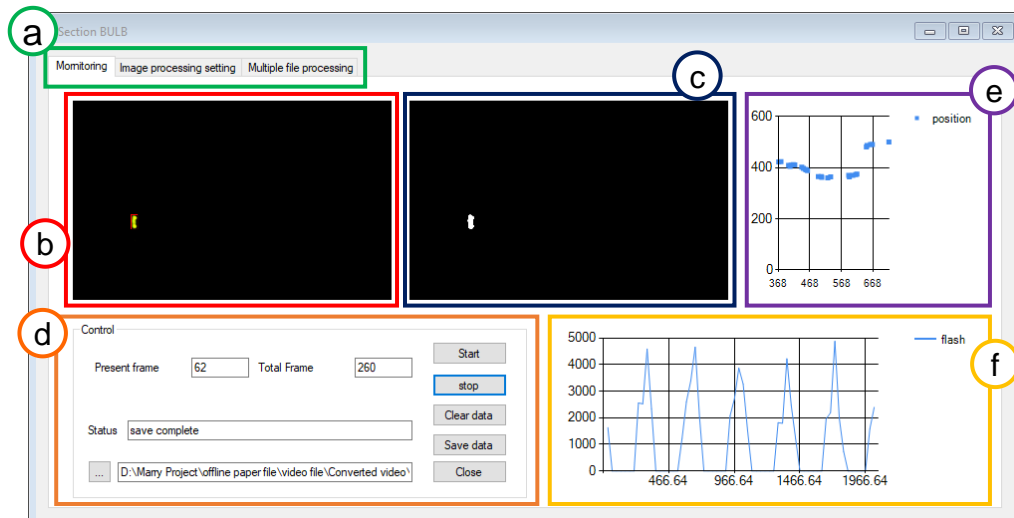 a
Section BULB
Momitoring Image processing setting Multiple file processing
b
c
e
600
400
200
0
368 468 568 668
position
d
Control
Present frame 62 Total Frame 260
Start
stop
Clear data
Status save complete
Save data
... D:\Marry Project\offline paper file\video file\Converted video\
Close
f
5000
4000
3000
2000
1000
0
466.64 966.64 1466.64 1966.64
flash